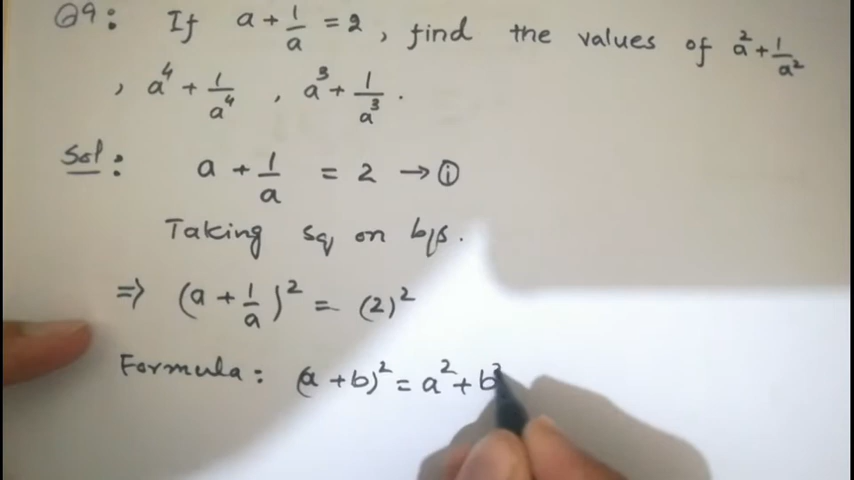 Q9: If a + 1/a = 2, find the values of a² + 1/a²
, a⁴ + 1/a⁴ , a³ + 1/a³ .
Sol: a + 1/a = 2 → ⓘ
Taking sq on b/s.
⇒ (a + 1/a)² = (2)²
Formula: (a + b)² = a² + b²